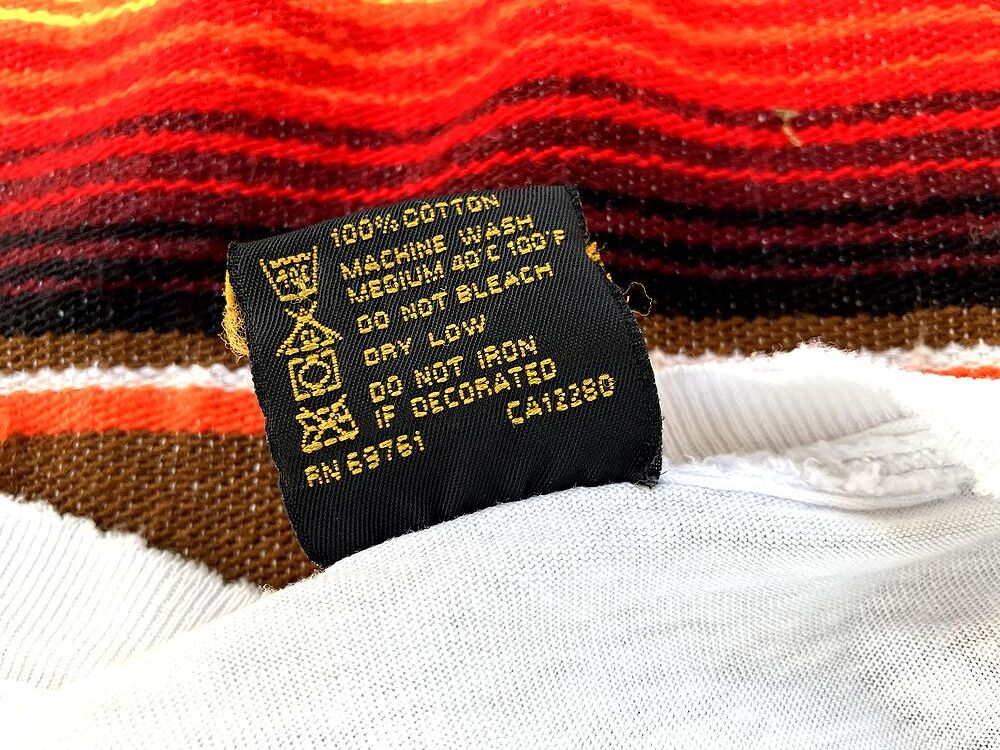 100% COTTON
MACHINE WASH
MEDIUM 40°C 100°F
DO NOT BLEACH
DRY LOW
DO NOT IRON
IF DECORATED
CA12280
RN 63761